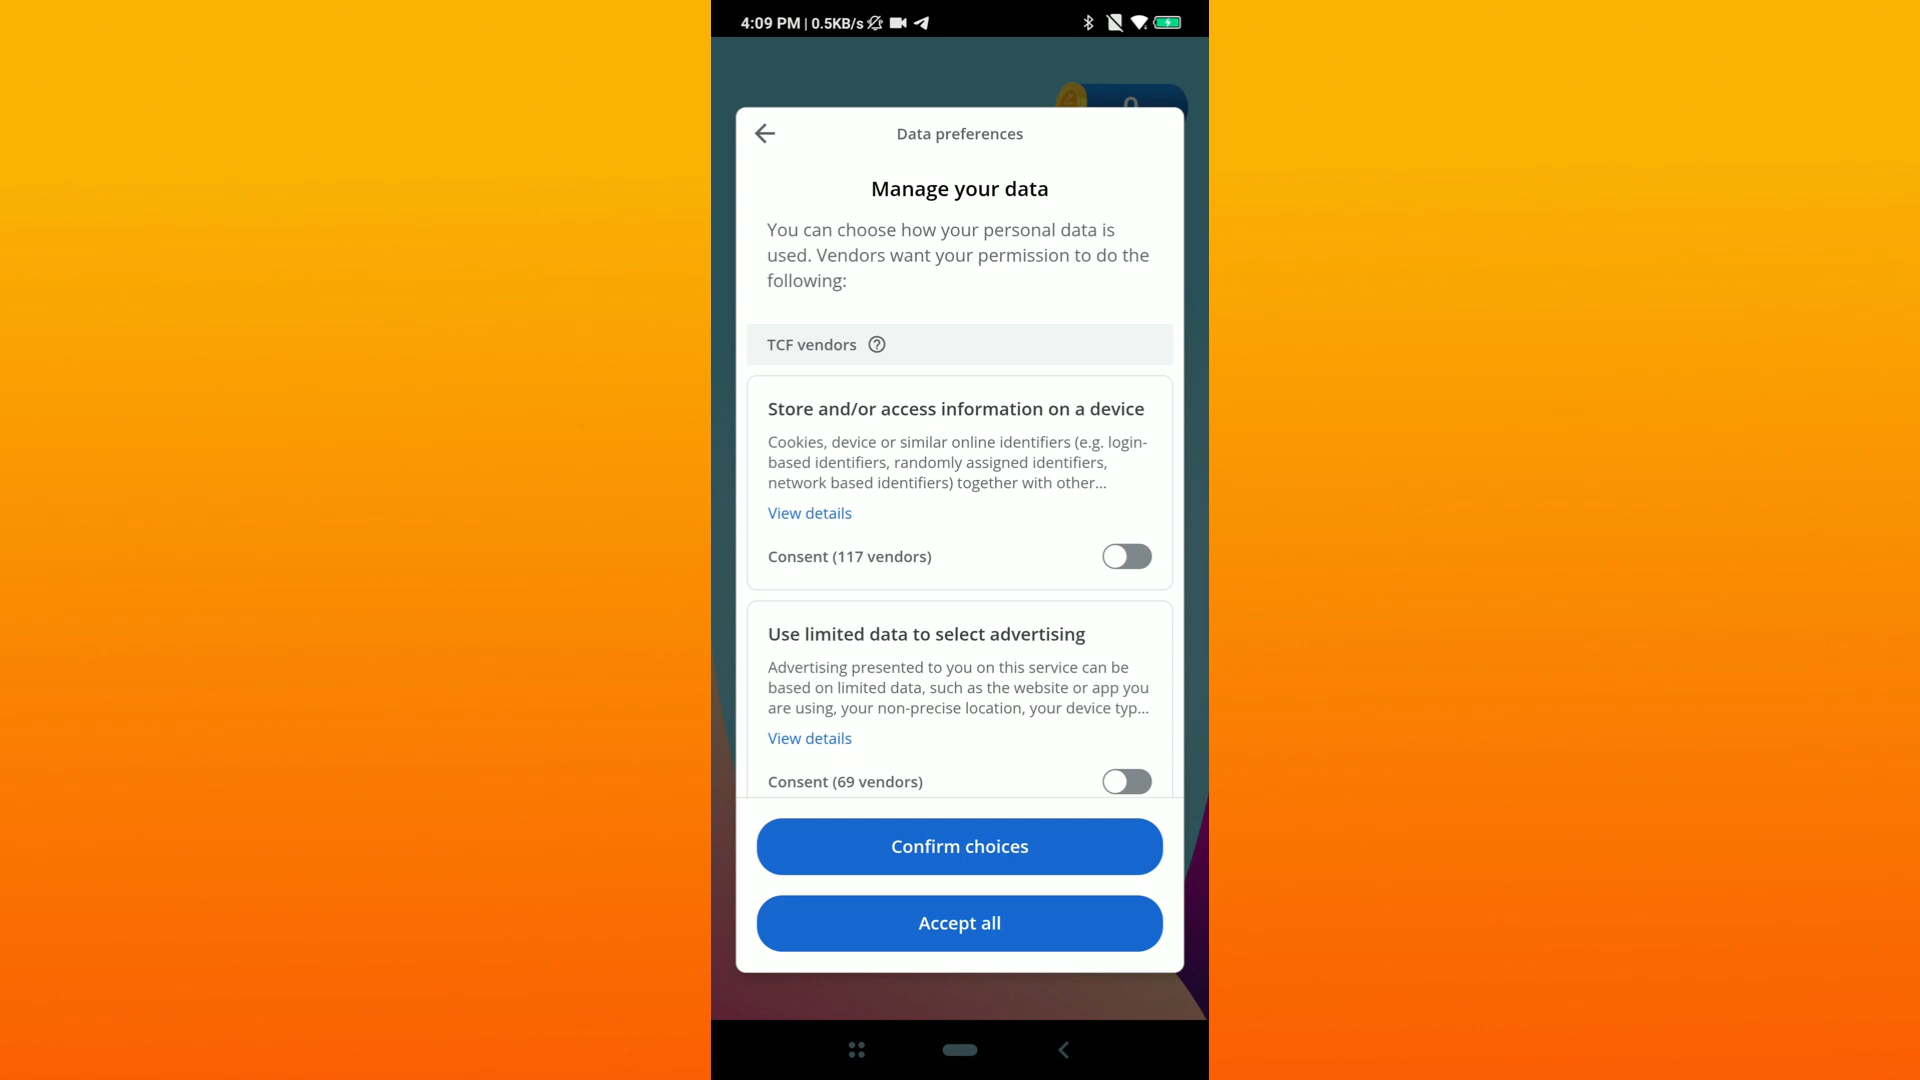 4:09 PM | 0.5KB/s
0
Data preferences
Manage your data
You can choose how your personal data is
used. Vendors want your permission to do the
following:
TCF vendors
Store and/or access information on a device
Cookies, device or similar online identifiers (e.g. login-
based identifiers, randomly assigned identifiers,
network based identifiers) together with other...
View details
Consent (117 vendors)
Use limited data to select advertising
Advertising presented to you on this service can be
based on limited data, such as the website or app you
are using, your non-precise location, your device typ...
View details
Consent (69 vendors)
Confirm choices
Accept all